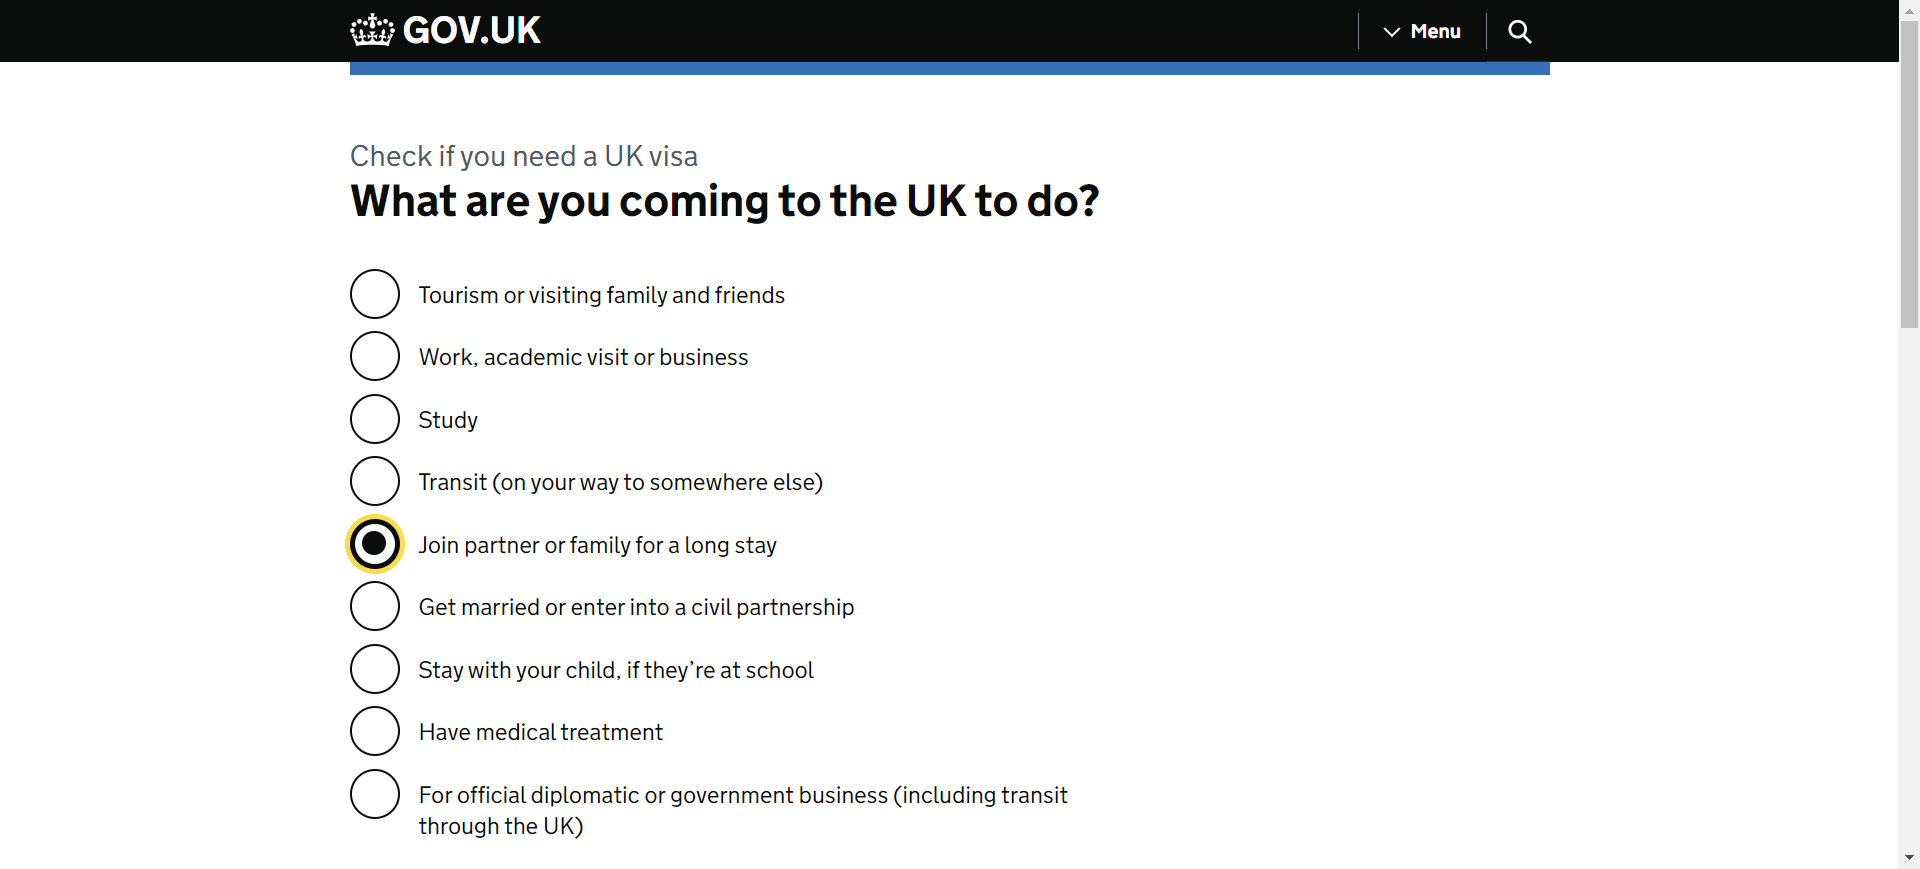 GOV.UK
Menu
Check if you need a UK visa
What are you coming to the UK to do?
Tourism or visiting family and friends
Work, academic visit or business
Study
Transit (on your way to somewhere else)
Join partner or family for a long stay
Get married or enter into a civil partnership
Stay with your child, if they’re at school
Have medical treatment
For official diplomatic or government business (including transit
through the UK)